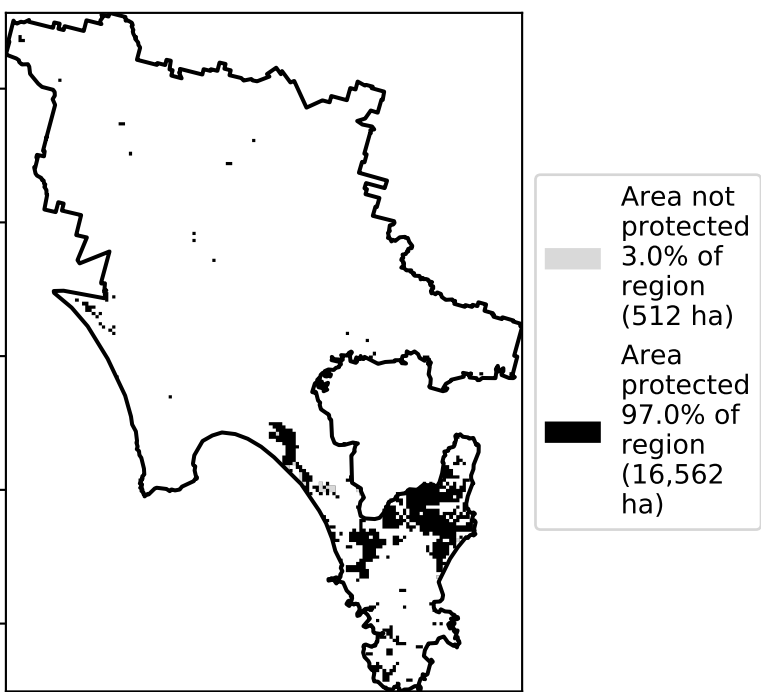 Area not
protected
3.0% of
region
(512 ha)
Area
protected
97.0% of
region
(16,562
ha)